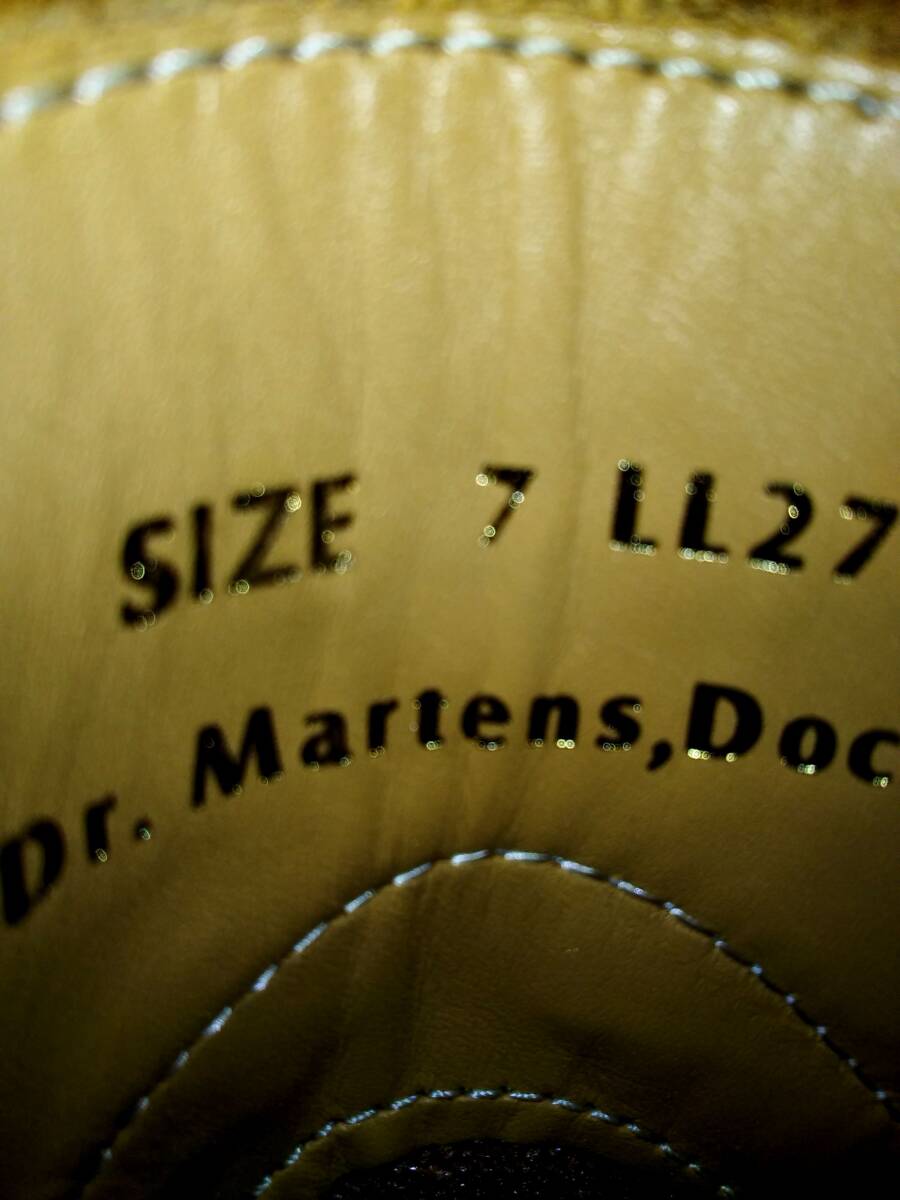 SIZE 7 LL27
Dr. Martens,Doc